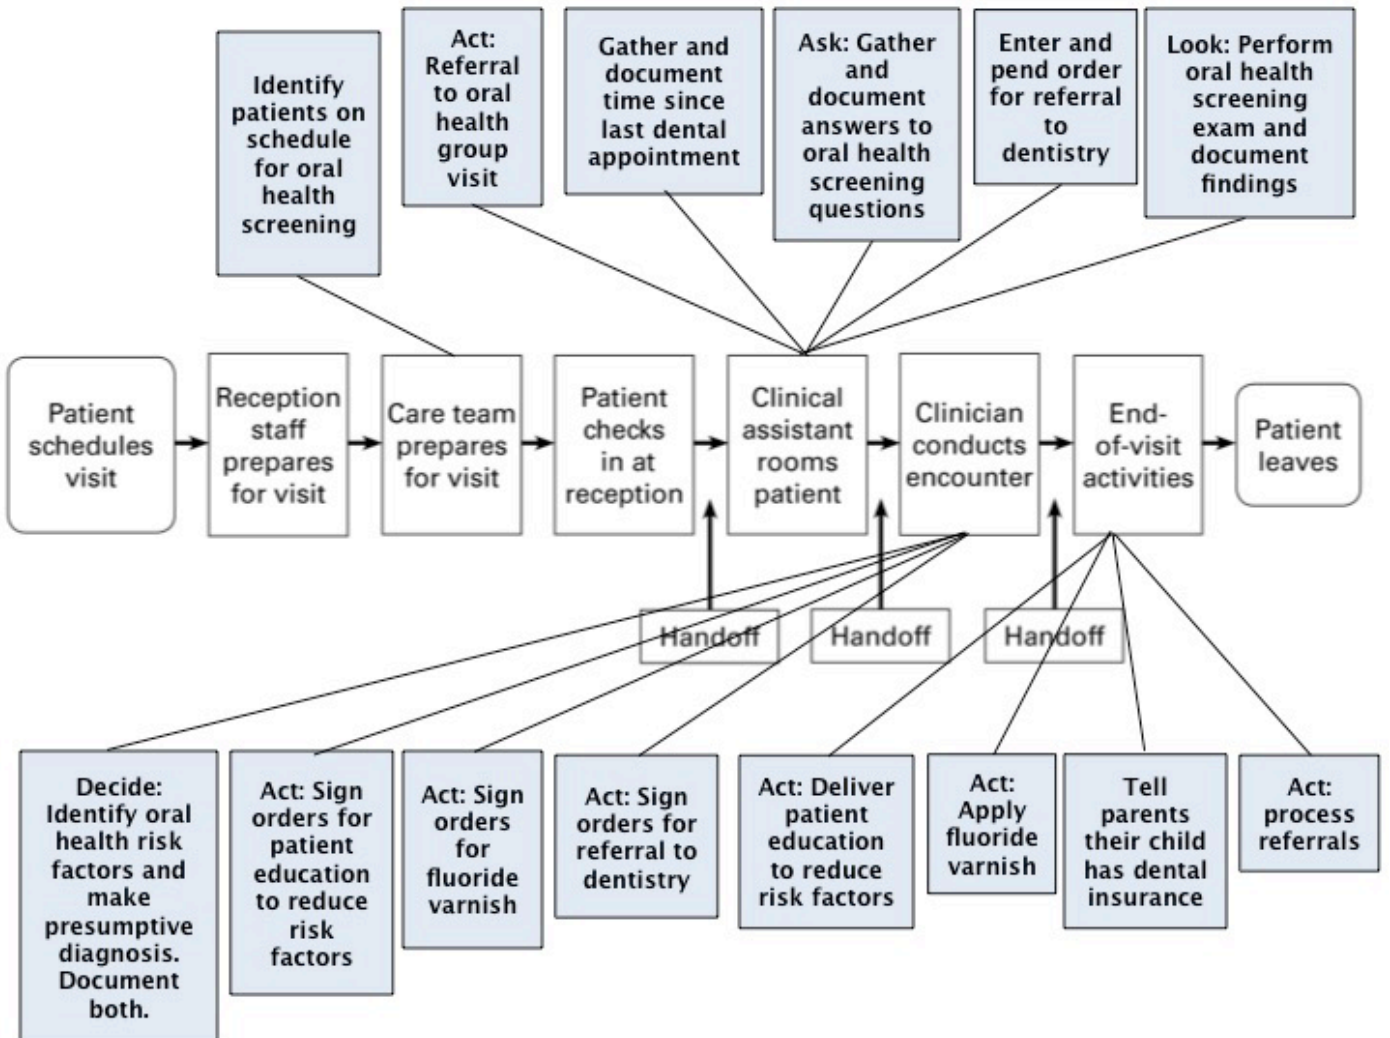 Identify
patients on
schedule
for oral
health
screening
Act:
Referral
to oral
health
group
visit
Gather and
document
time since
last dental
appointment
Ask: Gather
and
document
answers to
oral health
screening
questions
Enter and
pend order
for referral
to
dentistry
Look: Perform
oral health
screening
exam and
document
findings
Patient
schedules
visit
Reception
staff
prepares
for visit
Care team
prepares
for visit
Patient
checks
in at
reception
Clinical
assistant
rooms
patient
Clinician
conducts
encounter
End-
of-visit
activities
Patient
leaves
Handoff
Handoff
Handoff
Decide:
Identify oral
health risk
factors and
make
presumptive
diagnosis.
Document
both.
Act: Sign
orders for
patient
education
to reduce
risk
factors
Act: Sign
orders
for
fluoride
varnish
Act: Sign
orders for
referral to
dentistry
Act: Deliver
patient
education
to reduce
risk factors
Act:
Apply
fluoride
varnish
Tell
parents
their child
has dental
insurance
Act:
process
referrals